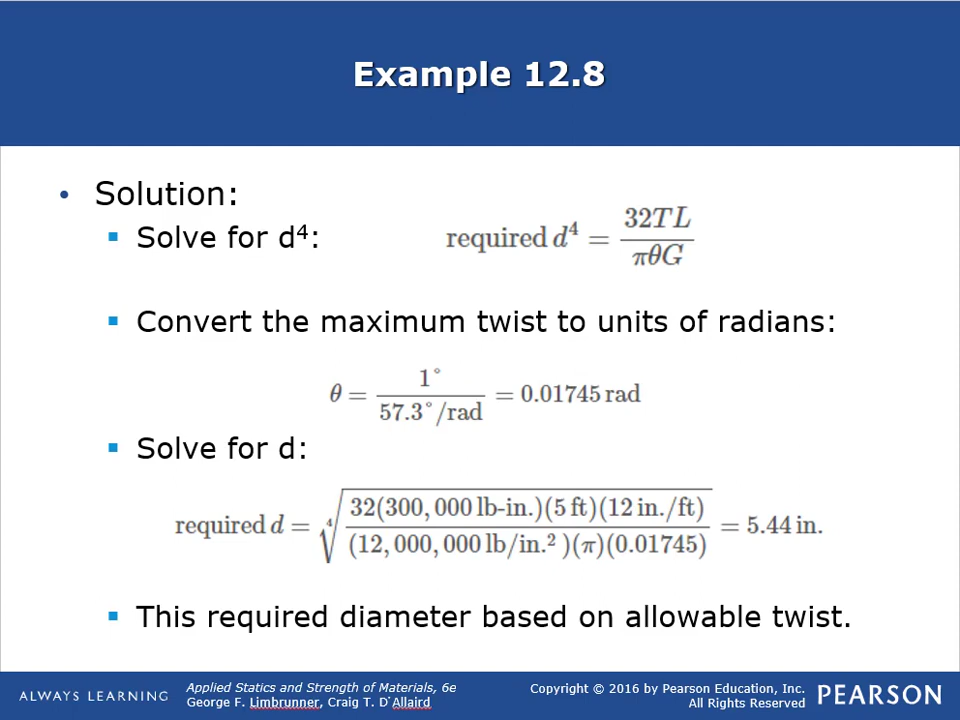 Example 12.8
• Solution:
▪ Solve for d⁴:
required d⁴ = 32TL / πθG
▪ Convert the maximum twist to units of radians:
θ = 1° / 57.3°/rad = 0.01745 rad
▪ Solve for d:
required d = ⁴√(32(300,000 lb-in.)(5 ft)(12 in./ft) / (12,000,000 lb/in.²)(π)(0.01745)) = 5.44 in.
▪ This required diameter based on allowable twist.
ALWAYS LEARNING
Applied Statics and Strength of Materials, 6e
George F. Limbrunner, Craig T. D'Allaird
Copyright © 2016 by Pearson Education, Inc.
All Rights Reserved
PEARSON